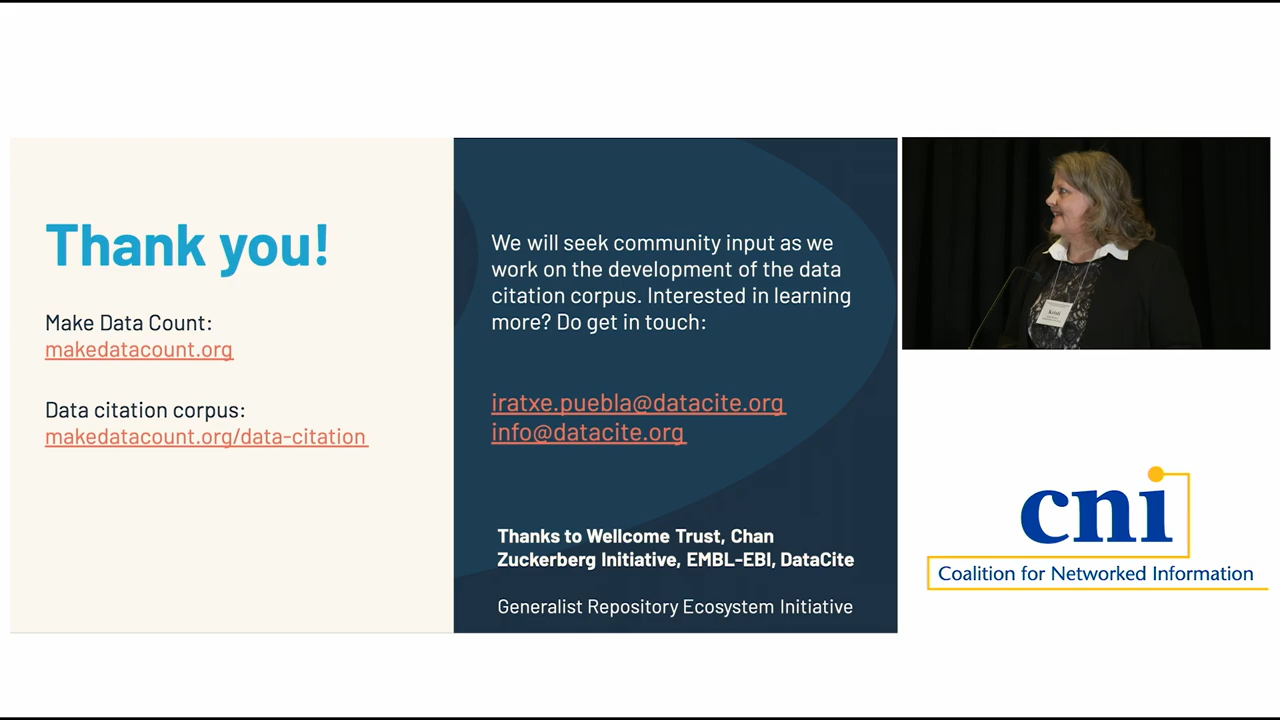 Thank you!
Make Data Count:
makedatacount.org
Data citation corpus:
makedatacount.org/data-citation
We will seek community input as we
work on the development of the data
citation corpus. Interested in learning
more? Do get in touch:
iratxe.puebla@datacite.org
info@datacite.org
Thanks to Wellcome Trust, Chan
Zuckerberg Initiative, EMBL-EBI, DataCite
Generalist Repository Ecosystem Initiative
Kristi
cni
Coalition for Networked Information